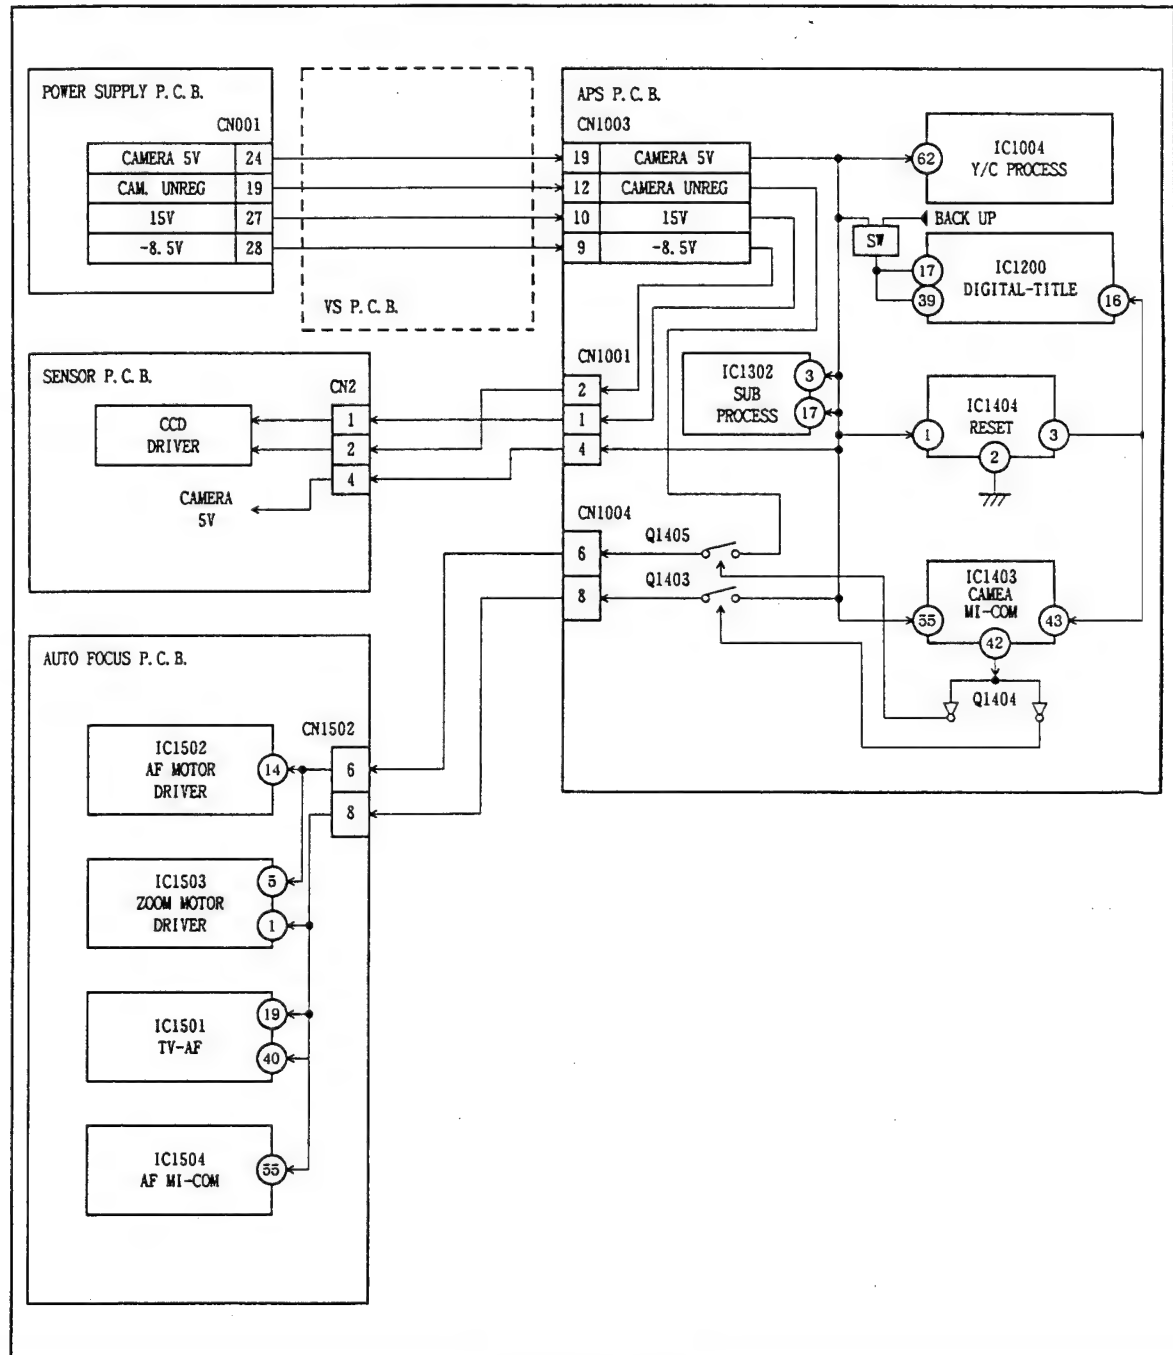 POWER SUPPLY P. C. B.
CN001
CAMERA 5V 24
CAM. UNREG 19
15V 27
-8. 5V 28
VS P. C. B.
APS P. C. B.
CN1003
19 CAMERA 5V
12 CAMERA UNREG
10 15V
9 -8. 5V
62
IC1004
Y/C PROCESS
BACK UP
SW
17
39
IC1200
DIGITAL-TITLE
16
SENSOR P. C. B.
CN2
CCD
DRIVER
1
2
4
CAMERA
5V
CN1001
2
1
4
IC1302
SUB
PROCESS
3
17
IC1404
RESET
1
2
3
CN1004
6
8
Q1405
Q1403
IC1403
CAMEA
MI-COM
55
42
43
Q1404
AUTO FOCUS P. C. B.
CN1502
6
8
IC1502
AF MOTOR
DRIVER
14
IC1503
ZOOM MOTOR
DRIVER
5
1
IC1501
TV-AF
19
40
IC1504
AF MI-COM
55